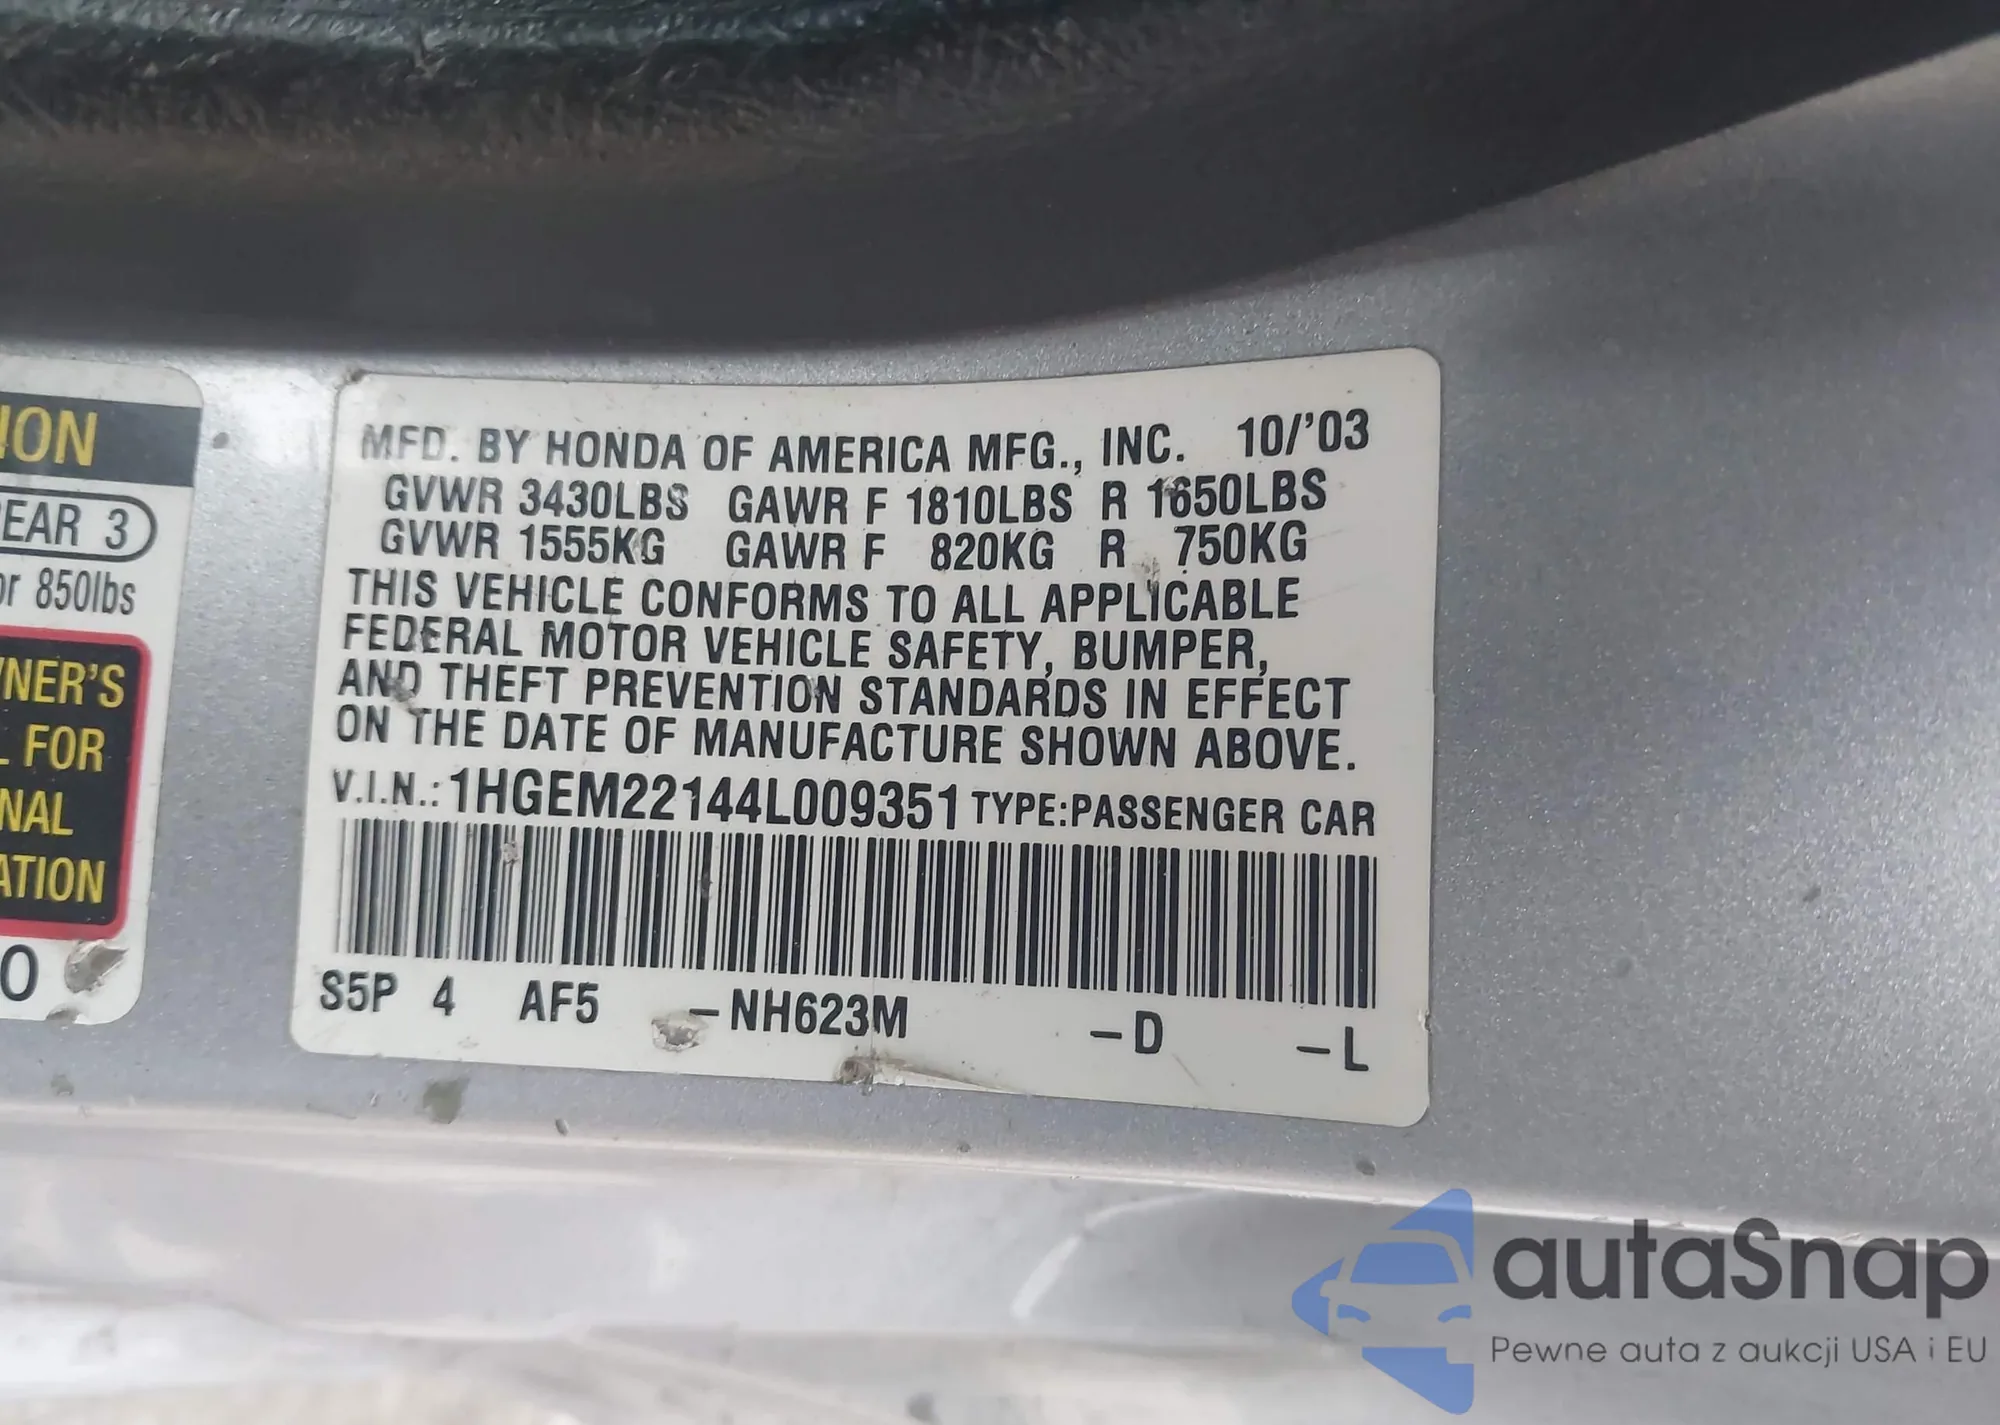 ION
REAR 3
or 850lbs
WNER'S
L FOR
NAL
ATION
0
MFD. BY HONDA OF AMERICA MFG., INC. 10/'03
GVWR 3430LBS GAWR F 1810LBS R 1650LBS
GVWR 1555KG GAWR F 820KG R 750KG
THIS VEHICLE CONFORMS TO ALL APPLICABLE
FEDERAL MOTOR VEHICLE SAFETY, BUMPER,
AND THEFT PREVENTION STANDARDS IN EFFECT
ON THE DATE OF MANUFACTURE SHOWN ABOVE.
V.I.N.: 1HGEM22144L009351 TYPE:PASSENGER CAR
S5P 4 AF5 -NH623M -D -L
autaSnap
Pewne auta z aukcji USA i EU